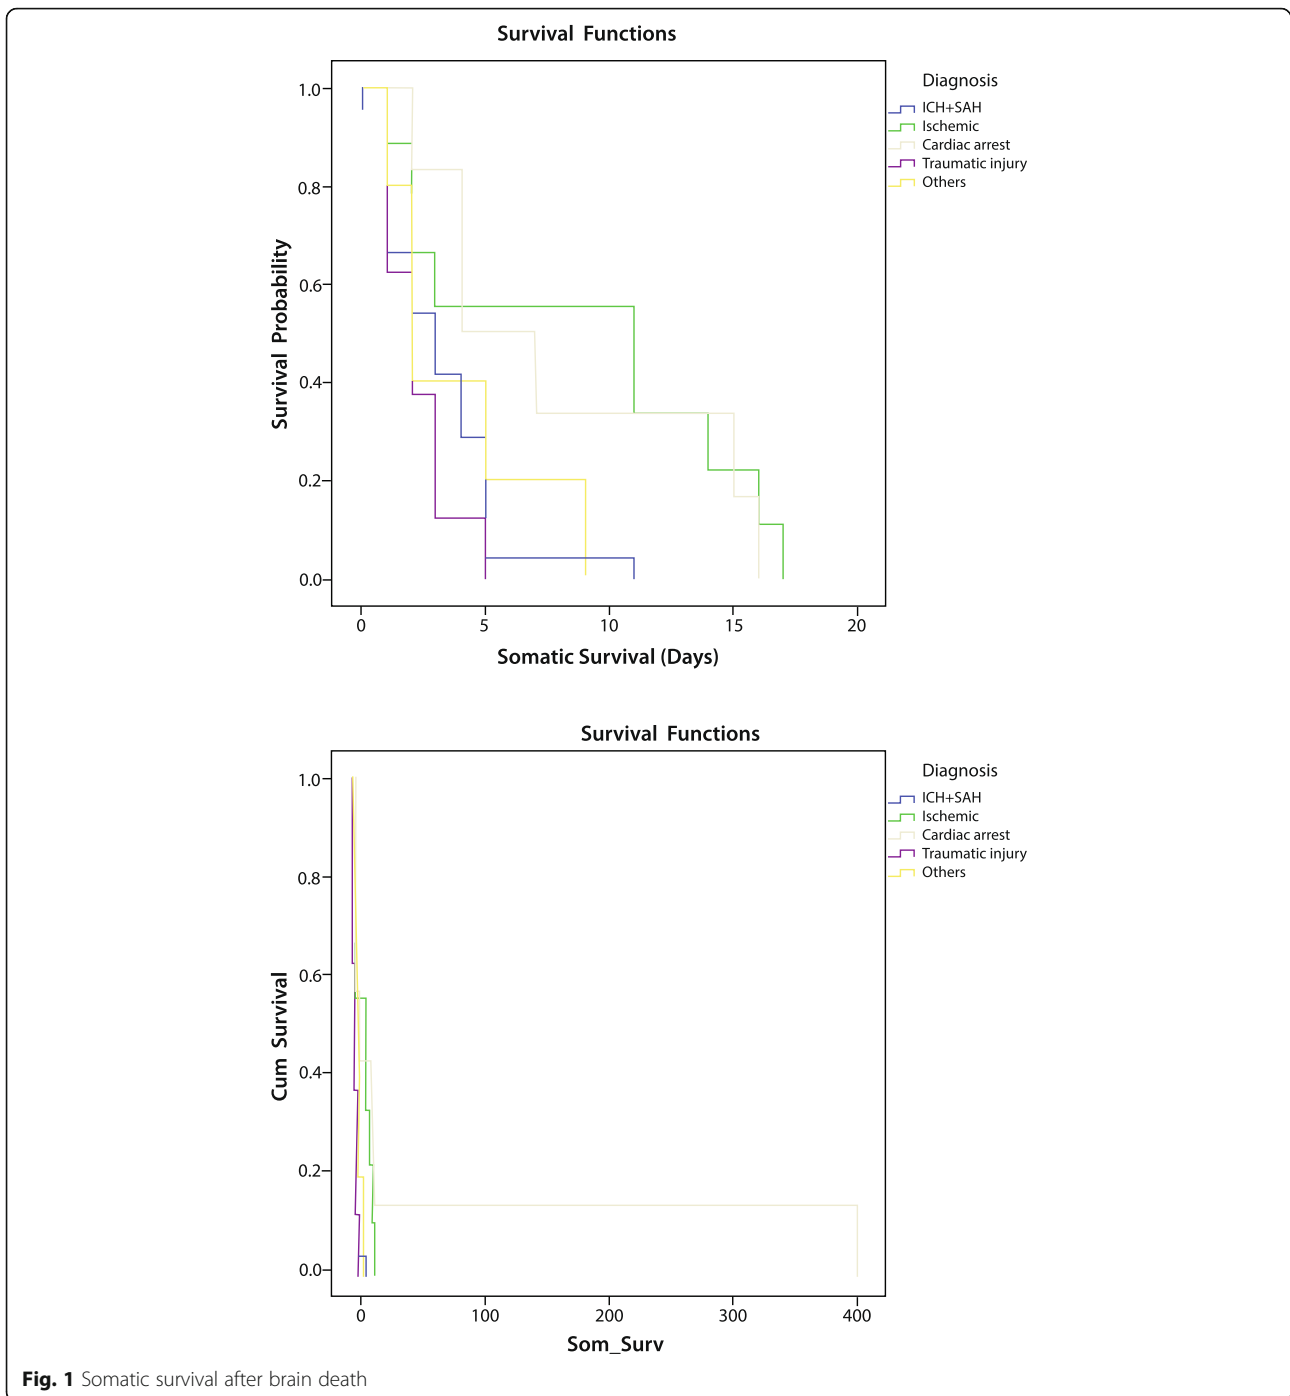 Survival Functions
1.0
0.8
0.6
0.4
0.2
0.0
Survival Probability
0 5 10 15 20
Somatic Survival (Days)
Diagnosis
ICH+SAH
Ischemic
Cardiac arrest
Traumatic injury
Others
Survival Functions
1.0
0.8
0.6
0.4
0.2
0.0
Cum Survival
0 100 200 300 400
Som_Surv
Diagnosis
ICH+SAH
Ischemic
Cardiac arrest
Traumatic injury
Others
Fig. 1 Somatic survival after brain death